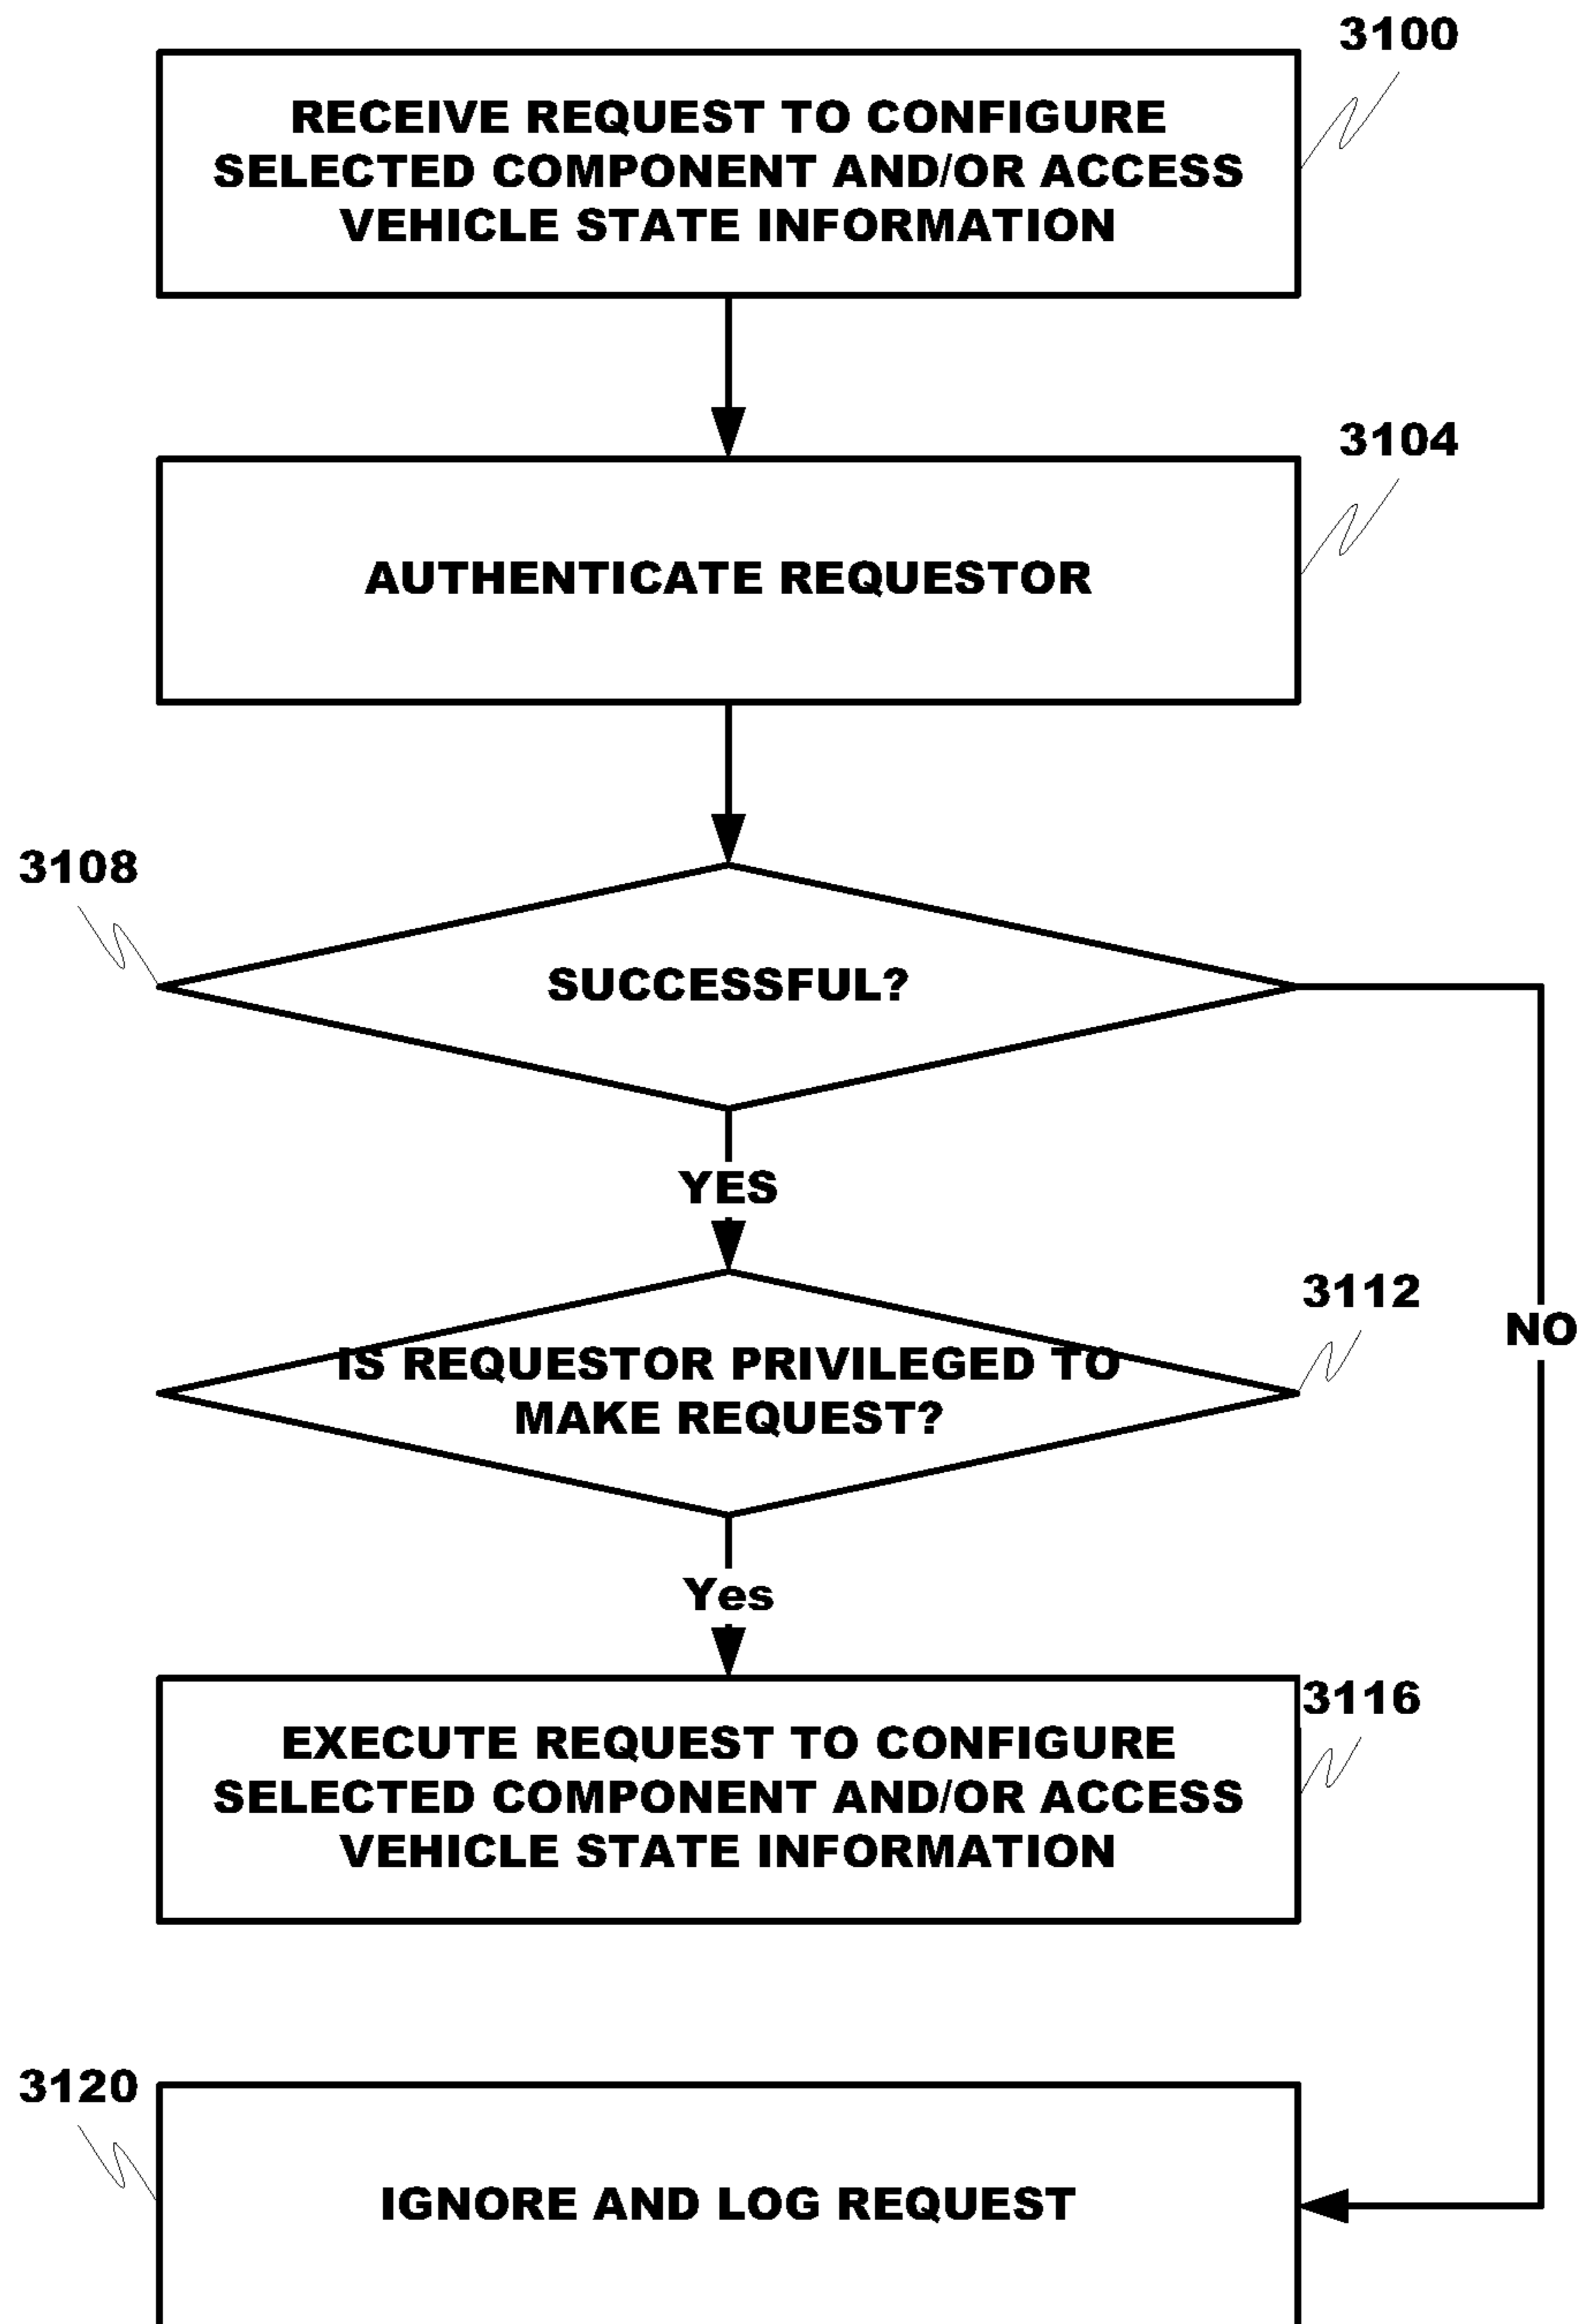 3100
RECEIVE REQUEST TO CONFIGURE
SELECTED COMPONENT AND/OR ACCESS
VEHICLE STATE INFORMATION
3104
AUTHENTICATE REQUESTOR
3108
SUCCESSFUL?
YES
3112
NO
IS REQUESTOR PRIVILEGED TO
MAKE REQUEST?
Yes
3116
EXECUTE REQUEST TO CONFIGURE
SELECTED COMPONENT AND/OR ACCESS
VEHICLE STATE INFORMATION
3120
IGNORE AND LOG REQUEST